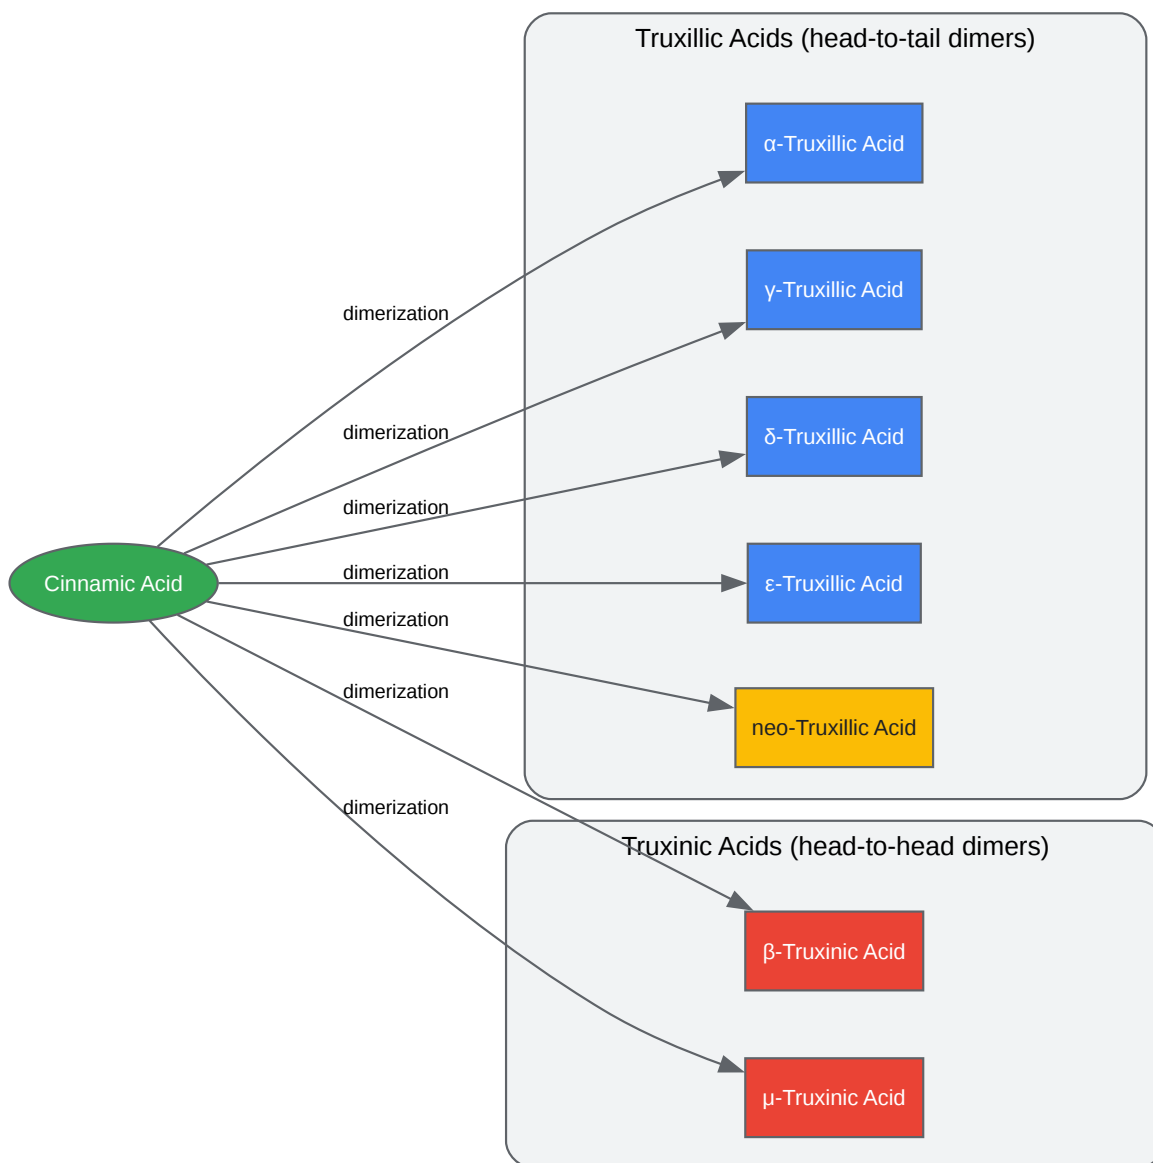 Truxillic Acids (head-to-tail dimers)
α-Truxillic Acid
γ-Truxillic Acid
δ-Truxillic Acid
ε-Truxillic Acid
neo-Truxillic Acid
dimerization
dimerization
dimerization
dimerization
dimerization
dimerization
dimerization
Cinnamic Acid
Truxinic Acids (head-to-head dimers)
β-Truxinic Acid
μ-Truxinic Acid